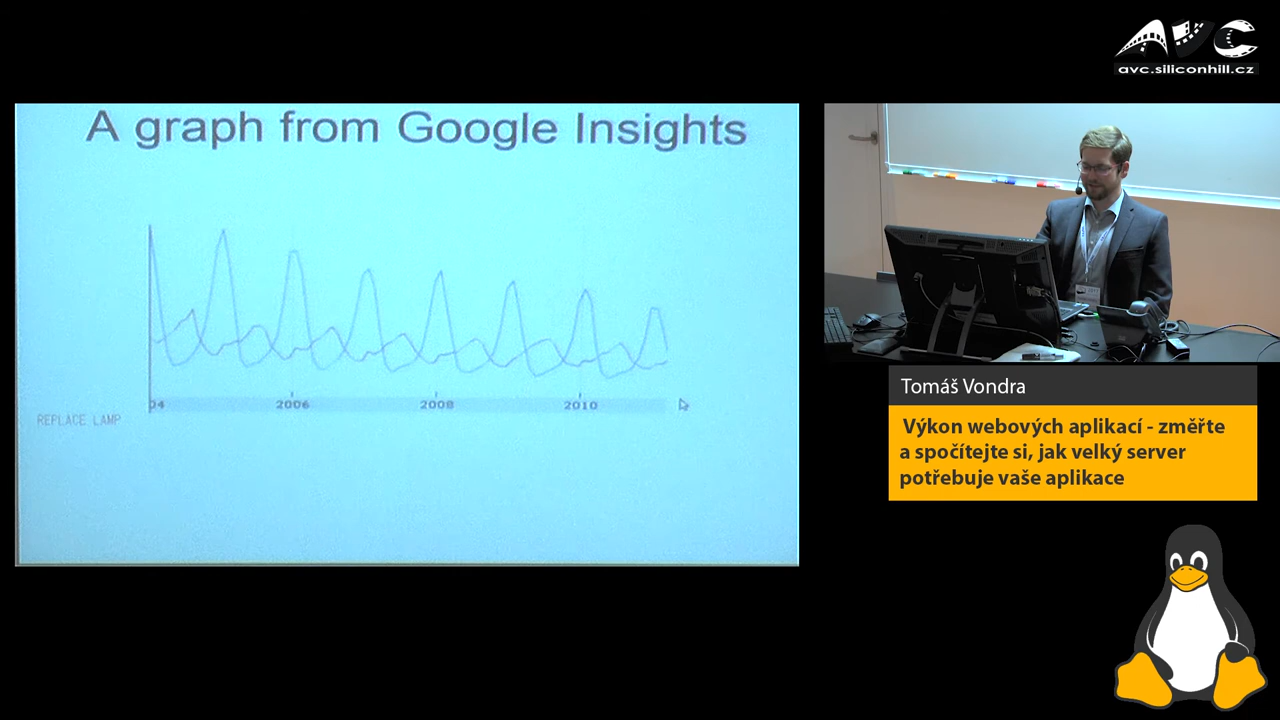 AVC
avc.siliconhill.cz
A graph from Google Insights
04
2006
2008
2010
REPLACE LAMP
Tomáš Vondra
Výkon webových aplikací - změřte
a spočítejte si, jak velký server
potřebuje vaše aplikace